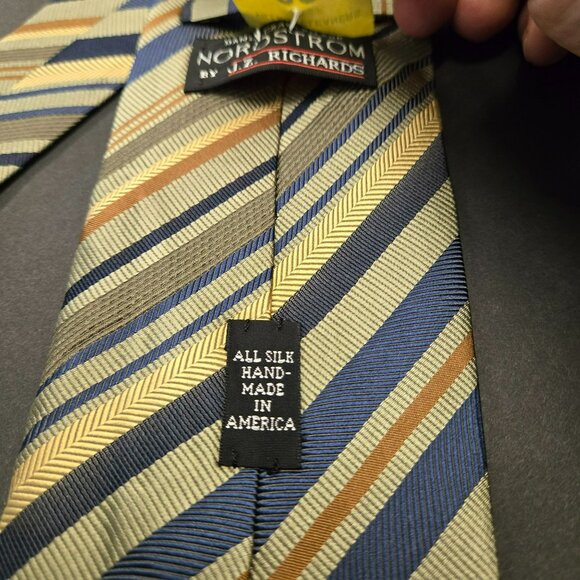 NORDSTROM
BY J.Z. RICHARDS
ALL SILK
HAND-
MADE
IN
AMERICA